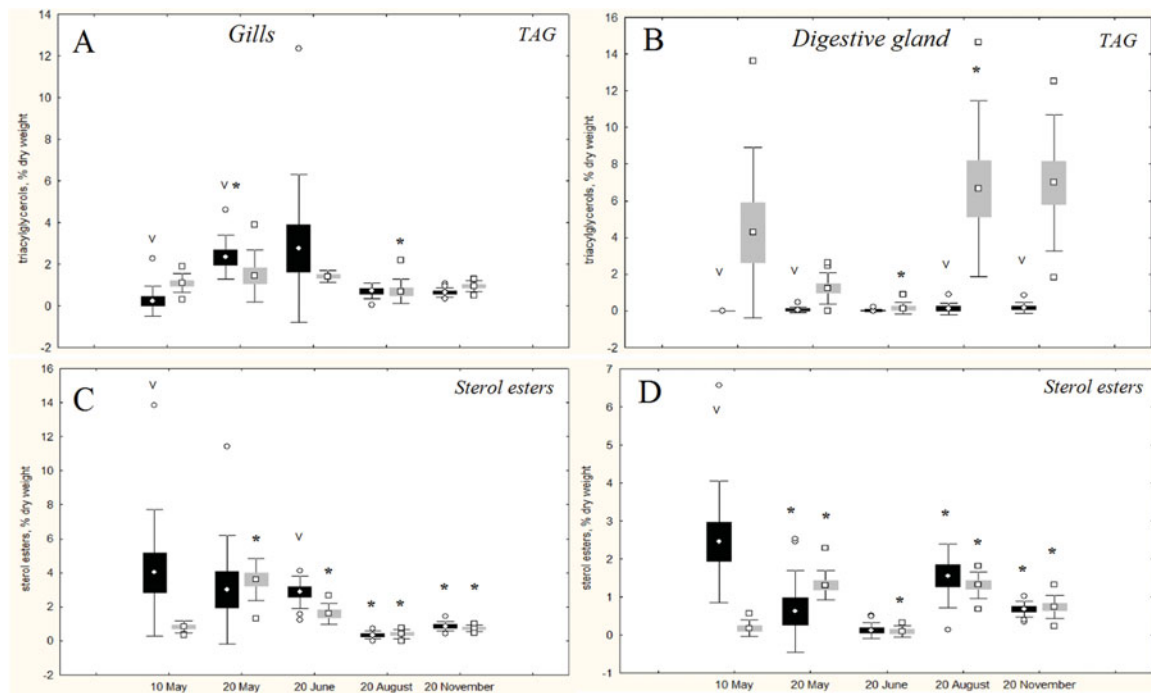 A
Gills
TAG
triacylglycerols, % dry weight
14
12
10
8
6
4
2
0
-2
v
v *
*
B
Digestive gland
TAG
triacylglycerols, % dry weight
16
14
12
10
8
6
4
2
0
-2
v
v
*
v
*
v
C
Sterol esters
sterol esters, % dry weight
16
14
12
10
8
6
4
2
0
-2
v
*
v
*
*
*
*
*
10 May
20 May
20 June
20 August
20 November
D
Sterol esters
sterol esters, % dry weight
7
6
5
4
3
2
1
0
-1
v
*
*
*
*
*
*
*
10 May
20 May
20 June
20 August
20 November